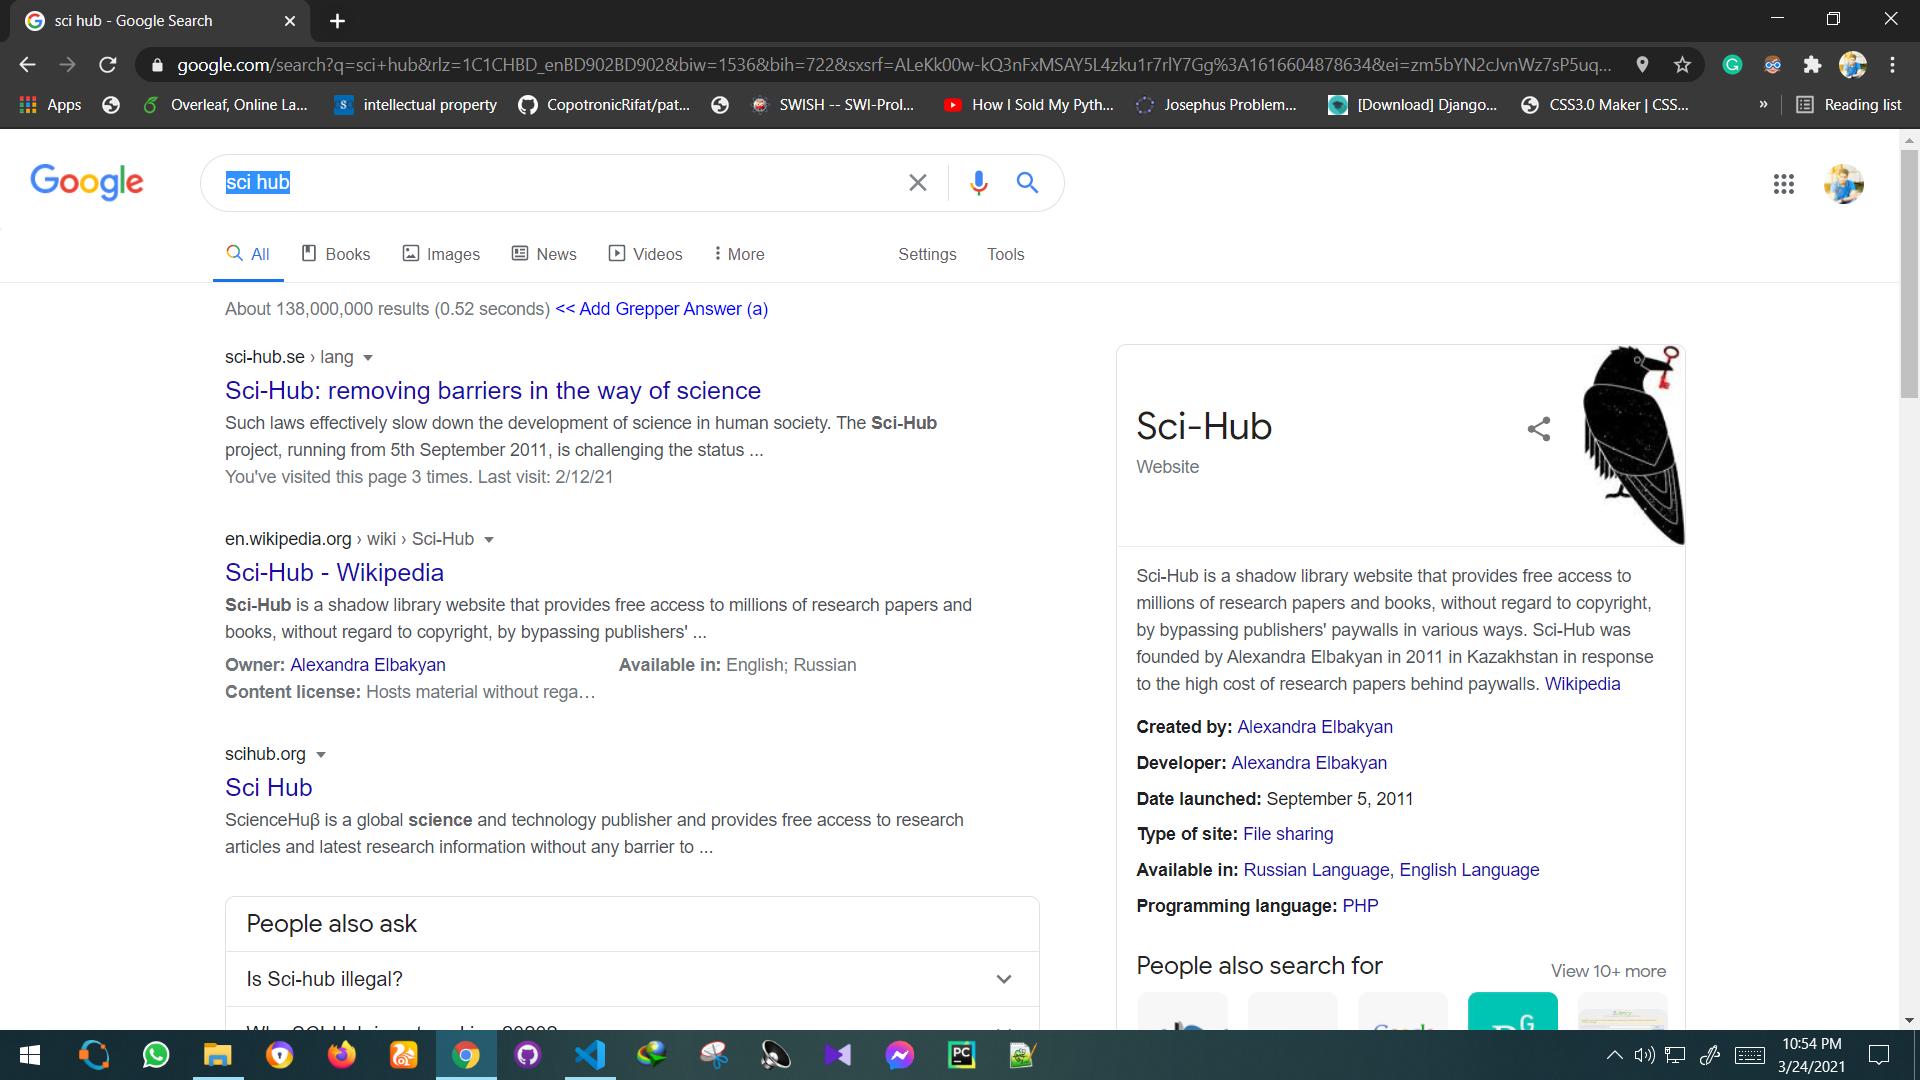 sci hub - Google Search
google.com/search?q=sci+hub&rlz=1C1CHBD_enBD902BD902&biw=1536&bih=722&sxsrf=ALeKk00w-kQ3nFxMSAY5L4zku1r7rlY7Gg%3A1616604878634&ei=zm5bYN2cJvnWz7sP5uq...
Apps
Overleaf, Online La...
intellectual property
CopotronicRifat/pat...
SWISH -- SWI-Prol...
How I Sold My Pyth...
Josephus Problem...
[Download] Django...
CSS3.0 Maker | CSS...
»
Reading list
Google
sci hub
All
Books
Images
News
Videos
More
Settings
Tools
About 138,000,000 results (0.52 seconds) << Add Grepper Answer (a)
sci-hub.se › lang
Sci-Hub: removing barriers in the way of science
Such laws effectively slow down the development of science in human society. The Sci-Hub
project, running from 5th September 2011, is challenging the status ...
You've visited this page 3 times. Last visit: 2/12/21
en.wikipedia.org › wiki › Sci-Hub
Sci-Hub - Wikipedia
Sci-Hub is a shadow library website that provides free access to millions of research papers and
books, without regard to copyright, by bypassing publishers' ...
Owner: Alexandra Elbakyan
Available in: English; Russian
Content license: Hosts material without rega...
scihub.org
Sci Hub
ScienceHuβ is a global science and technology publisher and provides free access to research
articles and latest research information without any barrier to ...
People also ask
Is Sci-hub illegal?
Sci-Hub
Website
Sci-Hub is a shadow library website that provides free access to
millions of research papers and books, without regard to copyright,
by bypassing publishers' paywalls in various ways. Sci-Hub was
founded by Alexandra Elbakyan in 2011 in Kazakhstan in response
to the high cost of research papers behind paywalls. Wikipedia
Created by: Alexandra Elbakyan
Developer: Alexandra Elbakyan
Date launched: September 5, 2011
Type of site: File sharing
Available in: Russian Language, English Language
Programming language: PHP
People also search for
View 10+ more
10:54 PM
3/24/2021